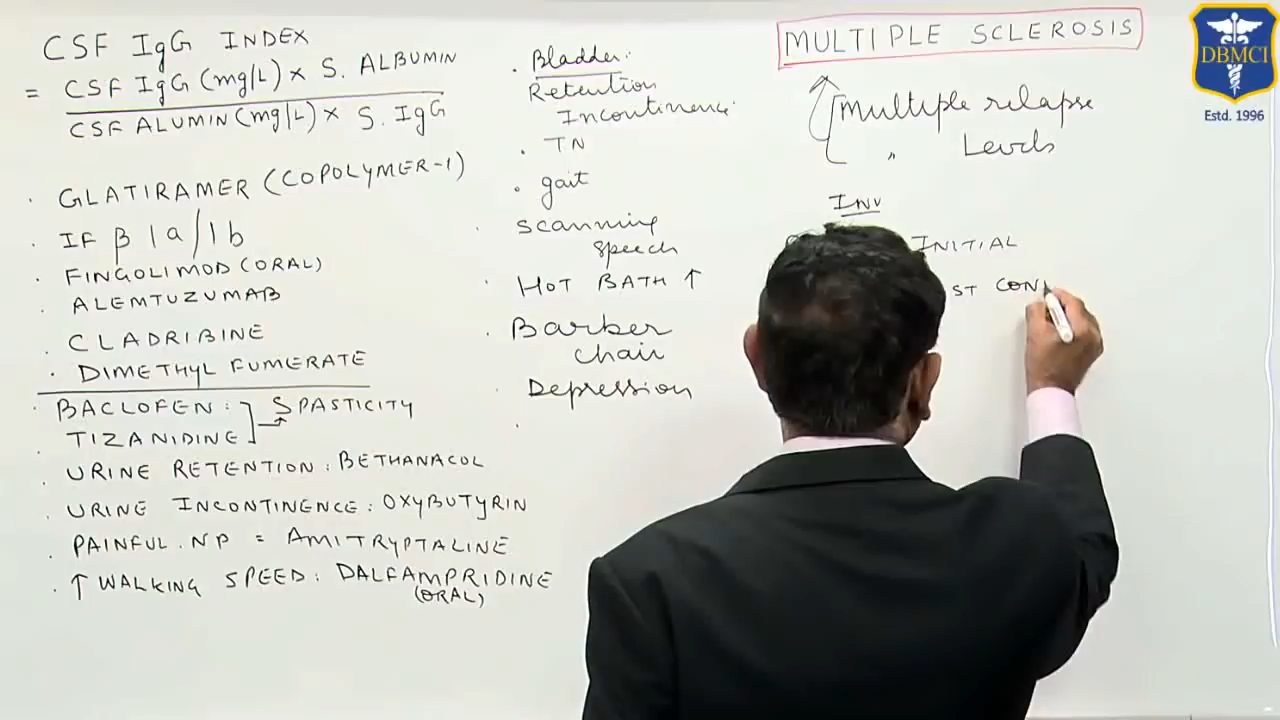 CSF IgG INDEX
= CSF IgG (mg/L) x S. ALBUMIN
CSF ALUMIN (mg/L) x S. IgG
. GLATIRAMER (COPOLYMER-1)
. IF β 1a/1b
. FINGOLIMOD (ORAL)
. ALEMTUZUMAB
. CLADRIBINE
. DIMETHYL FUMERATE
. BACLOFEN : ] → SPASTICITY
TIZANIDINE
. URINE RETENTION : BETHANACOL
. URINE INCONTINENCE : OXYBUTYRIN
. PAINFUL .NP = AMITRYPTALINE
. ↑ WALKING SPEED : DALFAMPRIDINE
(ORAL)
. Bladder:
Retention
Incontinence
. TN
. gait
. Scanning
Speech
. HOT BATH ↑
. Barber
chair
. Depression
.
MULTIPLE SCLEROSIS
Multiple relapse
" Levels
INV
INITIAL
ST CON
DBMCI
Estd. 1996